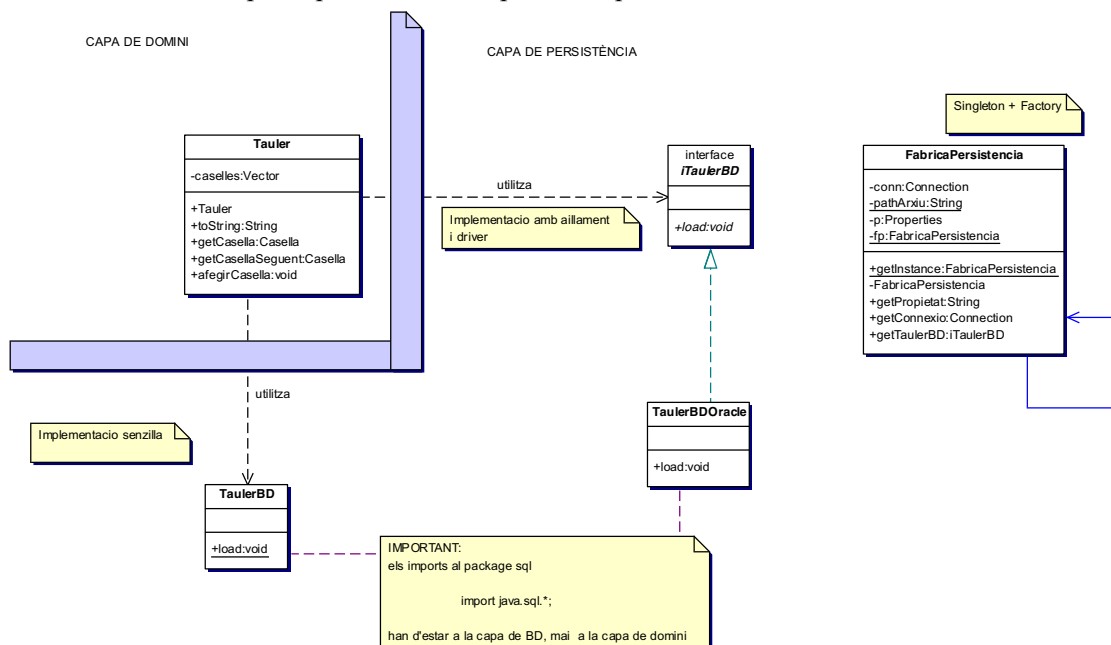 CAPA DE DOMINI
CAPA DE PERSISTÈNCIA
Singleton + Factory
Tauler
-caselles:Vector
+Tauler
+toString:String
+getCasella:Casella
+getCasellaSeguent:Casella
+afegirCasella:void
utilitza
Implementacio amb aillament
i driver
interface
iTaulerBD
+load:void
FabricaPersistencia
-conn:Connection
-pathArxiu:String
-p:Properties
-fp:FabricaPersistencia
+getInstance:FabricaPersistencia
-FabricaPersistencia
+getPropietat:String
+getConnexio:Connection
+getTaulerBD:iTaulerBD
utilitza
Implementacio senzilla
TaulerBD
+load:void
TaulerBDOracle
+load:void
IMPORTANT:
els imports al package sql
import java.sql.*;
han d'estar a la capa de BD, mai a la capa de domini